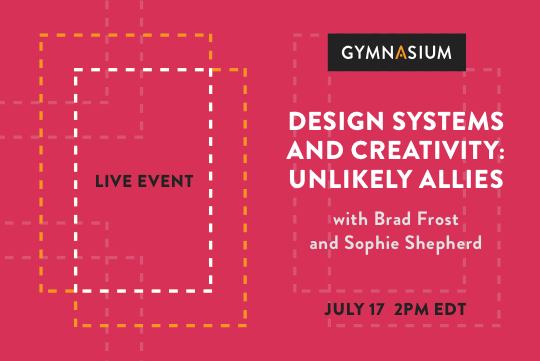 LIVE EVENT
GYMNASIUM
DESIGN SYSTEMS
AND CREATIVITY:
UNLIKELY ALLIES
with Brad Frost
and Sophie Shepherd
JULY 17 2PM EDT